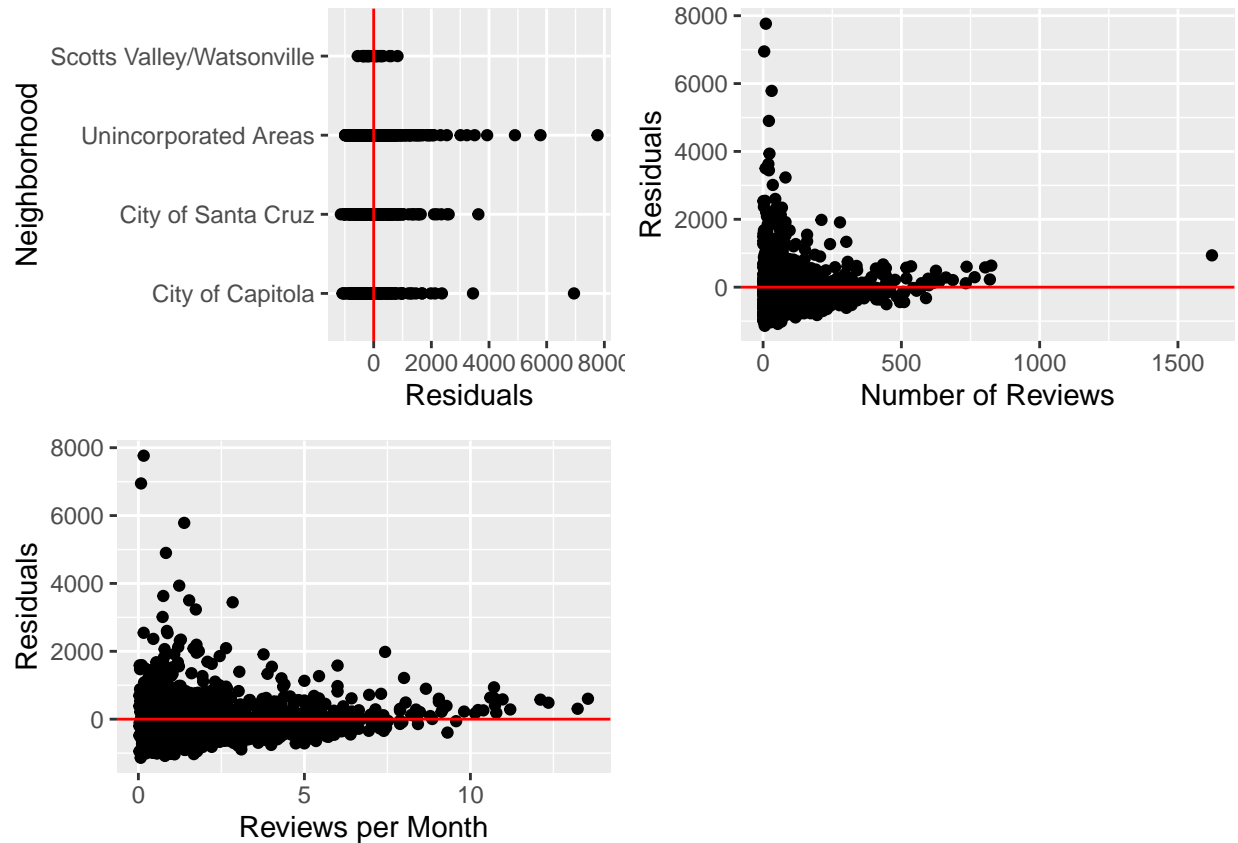 Neighborhood
Scotts Valley/Watsonville
Unincorporated Areas
City of Santa Cruz
City of Capitola
0 2000 4000 6000 8000
Residuals
Residuals
8000
6000
4000
2000
0
0 500 1000 1500
Number of Reviews
Residuals
8000
6000
4000
2000
0
0 5 10
Reviews per Month